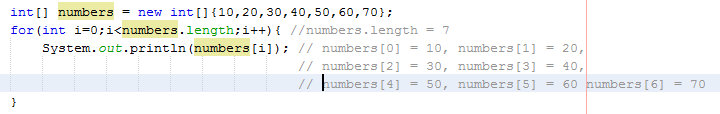 int[] numbers = new int[]{10,20,30,40,50,60,70};
for(int i=0;i<numbers.length;i++){ //numbers.length = 7
System.out.println(numbers[i]); // numbers[0] = 10, numbers[1] = 20,
// numbers[2] = 30, numbers[3] = 40,
// numbers[4] = 50, numbers[5] = 60 numbers[6] = 70
}